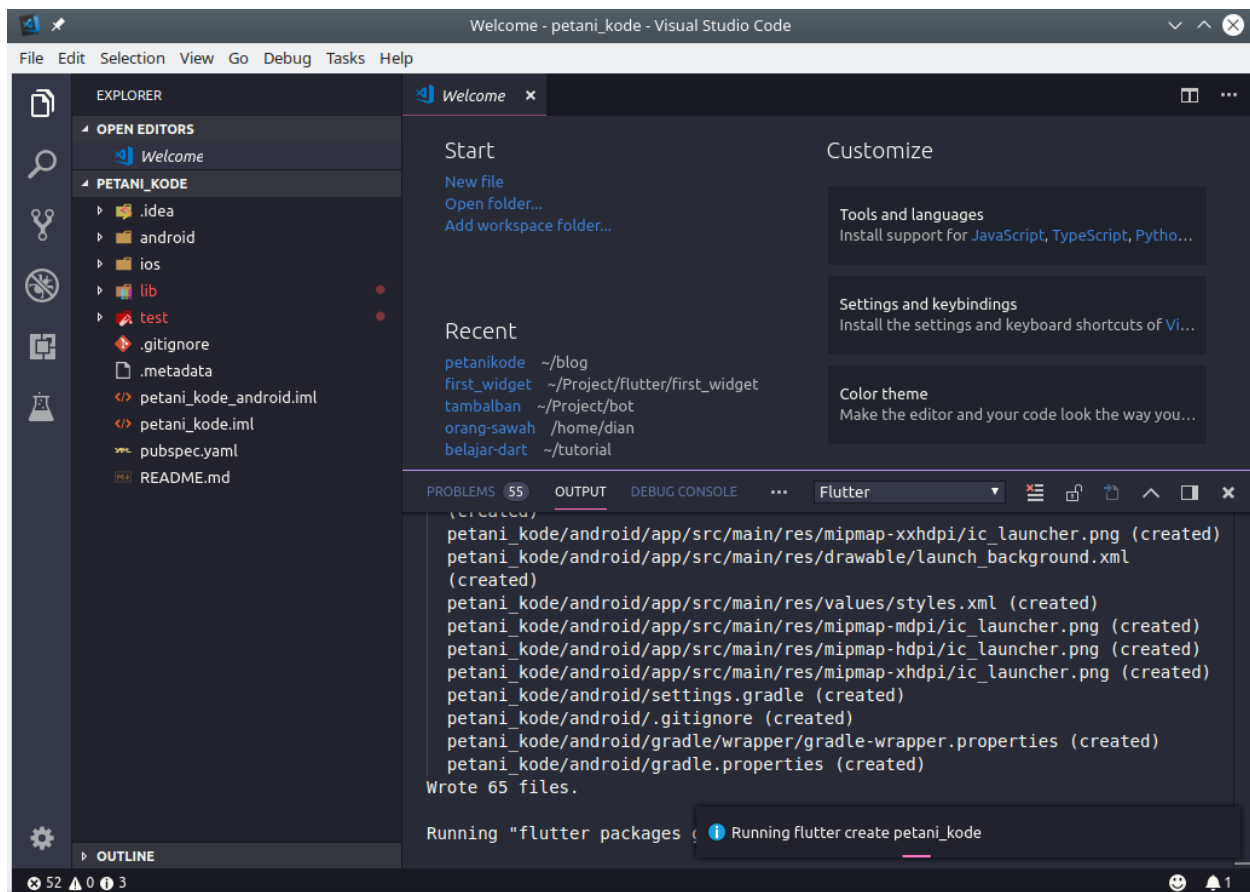 Welcome - petani_kode - Visual Studio Code
File Edit Selection View Go Debug Tasks Help
EXPLORER
OPEN EDITORS
Welcome
PETANI_KODE
.idea
android
ios
lib
test
.gitignore
.metadata
petani_kode_android.iml
petani_kode.iml
pubspec.yaml
README.md
OUTLINE
Welcome
Start
New file
Open folder...
Add workspace folder...
Recent
petanikode ~/blog
first_widget ~/Project/flutter/first_widget
tambalban ~/Project/bot
orang-sawah /home/dian
belajar-dart ~/tutorial
Customize
Tools and languages
Install support for JavaScript, TypeScript, Pytho...
Settings and keybindings
Install the settings and keyboard shortcuts of Vi...
Color theme
Make the editor and your code look the way you...
PROBLEMS 55 OUTPUT DEBUG CONSOLE ... Flutter
(created)
petani_kode/android/app/src/main/res/mipmap-xxhdpi/ic_launcher.png (created)
petani_kode/android/app/src/main/res/drawable/launch_background.xml
(created)
petani_kode/android/app/src/main/res/values/styles.xml (created)
petani_kode/android/app/src/main/res/mipmap-mdpi/ic_launcher.png (created)
petani_kode/android/app/src/main/res/mipmap-hdpi/ic_launcher.png (created)
petani_kode/android/app/src/main/res/mipmap-xhdpi/ic_launcher.png (created)
petani_kode/android/settings.gradle (created)
petani_kode/android/.gitignore (created)
petani_kode/android/gradle/wrapper/gradle-wrapper.properties (created)
petani_kode/android/gradle.properties (created)
Wrote 65 files.
Running "flutter packages
Running flutter create petani_kode
52 0 3
1